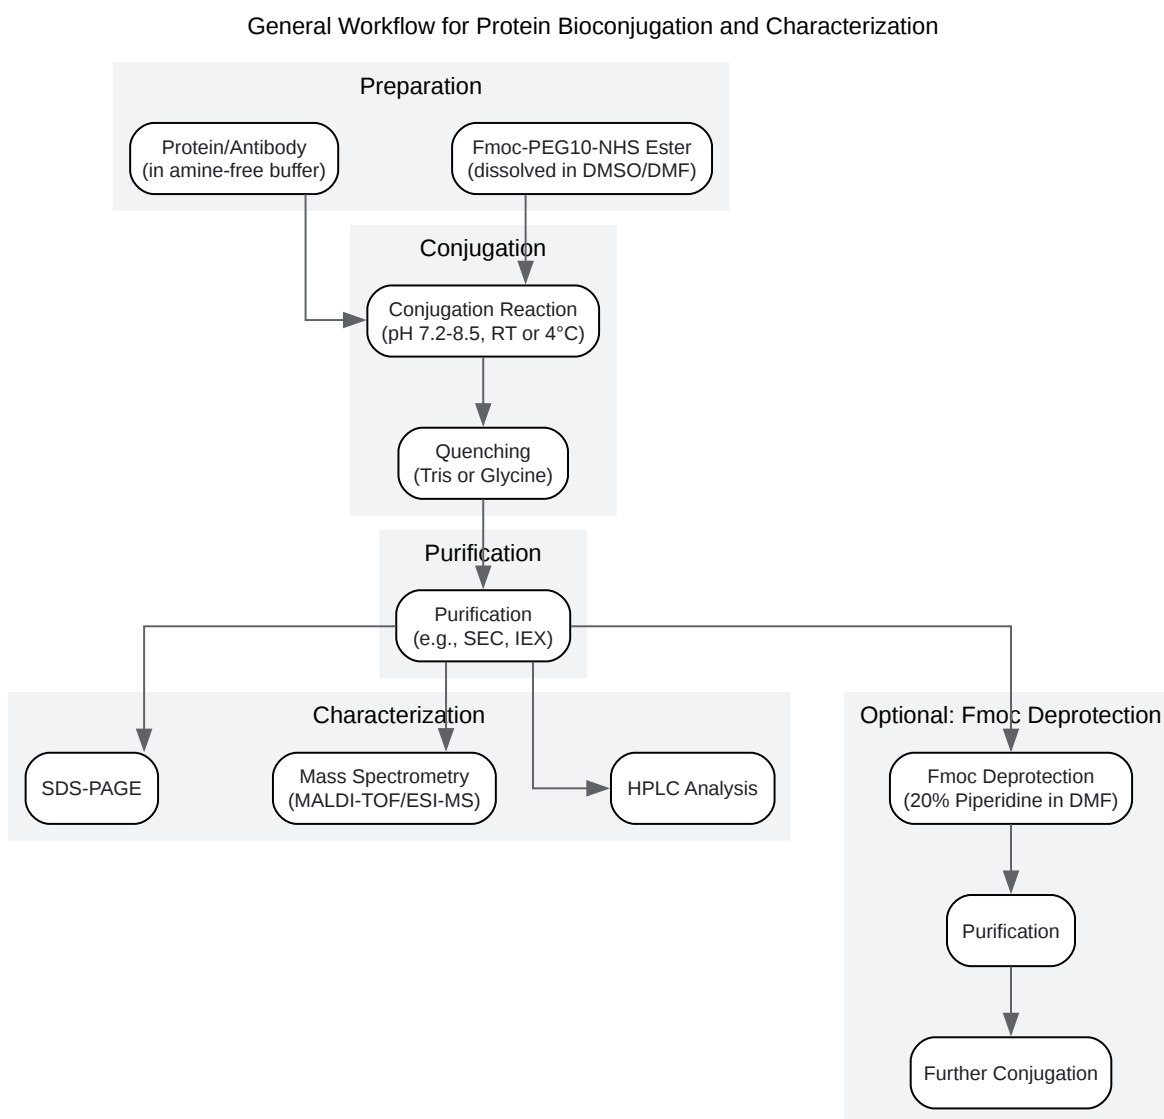 General Workflow for Protein Bioconjugation and Characterization
Preparation
Protein/Antibody
(in amine-free buffer)
Fmoc-PEG10-NHS Ester
(dissolved in DMSO/DMF)
Conjugation
Conjugation Reaction
(pH 7.2-8.5, RT or 4°C)
Quenching
(Tris or Glycine)
Purification
Purification
(e.g., SEC, IEX)
Characterization
SDS-PAGE
Mass Spectrometry
(MALDI-TOF/ESI-MS)
HPLC Analysis
Optional: Fmoc Deprotection
Fmoc Deprotection
(20% Piperidine in DMF)
Purification
Further Conjugation